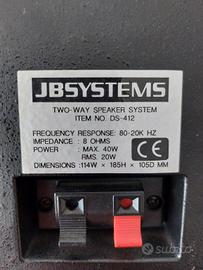 JBSYSTEMS
TWO-WAY SPEAKER SYSTEM
ITEM NO. DS-412
FREQUENCY RESPONSE: 80-20K HZ
IMPEDANCE : 8 OHMS
POWER : MAX. 40W
RMS. 20W
DIMENSIONS :114W × 185H × 105D MM
subito